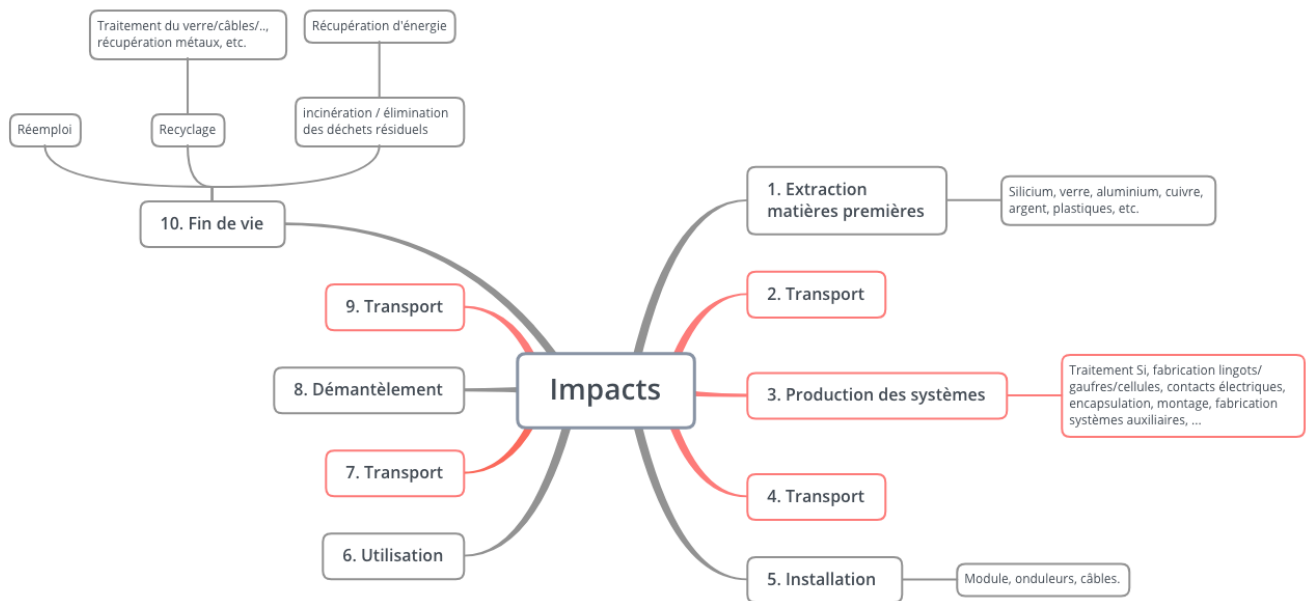 Impacts
1. Extraction
matières premières
Silicium, verre, aluminium, cuivre,
argent, plastiques, etc.
2. Transport
3. Production des systèmes
Traitement Si, fabrication lingots/
gaufres/cellules, contacts électriques,
encapsulation, montage, fabrication
systèmes auxiliaires, ...
4. Transport
5. Installation
Module, onduleurs, câbles.
6. Utilisation
7. Transport
8. Démantèlement
9. Transport
10. Fin de vie
Réemploi
Recyclage
Traitement du verre/câbles/..,
récupération métaux, etc.
incinération / élimination
des déchets résiduels
Récupération d'énergie